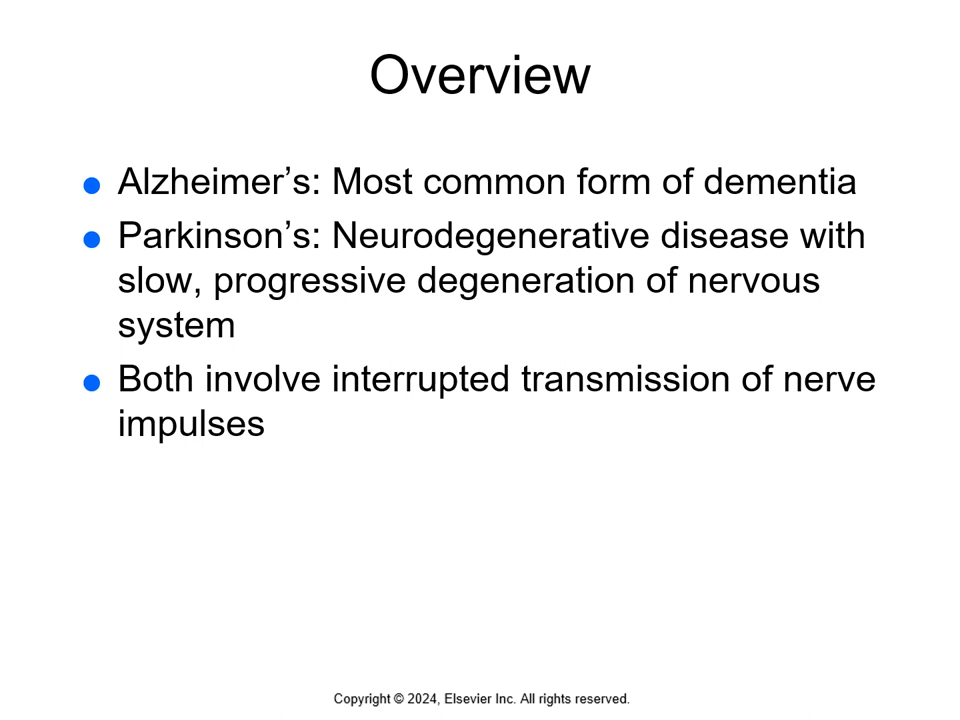 Overview
● Alzheimer’s: Most common form of dementia
● Parkinson’s: Neurodegenerative disease with
slow, progressive degeneration of nervous
system
● Both involve interrupted transmission of nerve
impulses
Copyright © 2024, Elsevier Inc. All rights reserved.